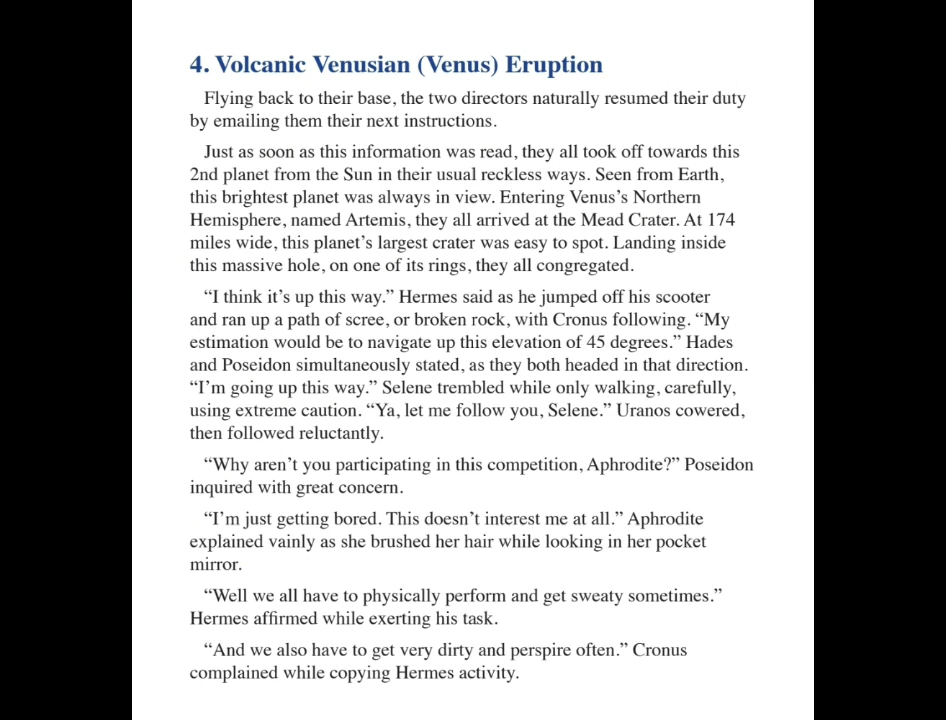 4. Volcanic Venusian (Venus) Eruption
Flying back to their base, the two directors naturally resumed their duty
by emailing them their next instructions.
Just as soon as this information was read, they all took off towards this
2nd planet from the Sun in their usual reckless ways. Seen from Earth,
this brightest planet was always in view. Entering Venus’s Northern
Hemisphere, named Artemis, they all arrived at the Mead Crater. At 174
miles wide, this planet’s largest crater was easy to spot. Landing inside
this massive hole, on one of its rings, they all congregated.
“I think it’s up this way.” Hermes said as he jumped off his scooter
and ran up a path of scree, or broken rock, with Cronus following. “My
estimation would be to navigate up this elevation of 45 degrees.” Hades
and Poseidon simultaneously stated, as they both headed in that direction.
“I’m going up this way.” Selene trembled while only walking, carefully,
using extreme caution. “Ya, let me follow you, Selene.” Uranos cowered,
then followed reluctantly.
“Why aren’t you participating in this competition, Aphrodite?” Poseidon
inquired with great concern.
“I’m just getting bored. This doesn’t interest me at all.” Aphrodite
explained vainly as she brushed her hair while looking in her pocket
mirror.
“Well we all have to physically perform and get sweaty sometimes.”
Hermes affirmed while exerting his task.
“And we also have to get very dirty and perspire often.” Cronus
complained while copying Hermes activity.